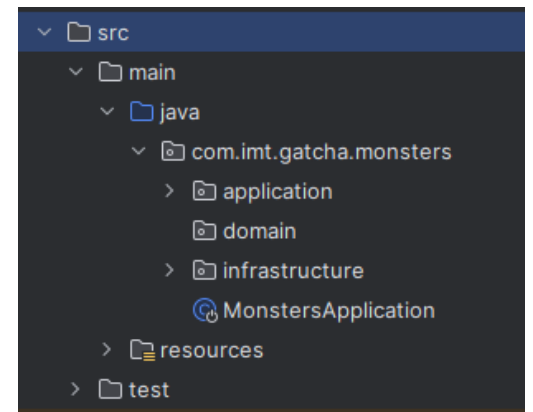 src
main
java
com.imt.gatcha.monsters
application
domain
infrastructure
MonstersApplication
resources
test